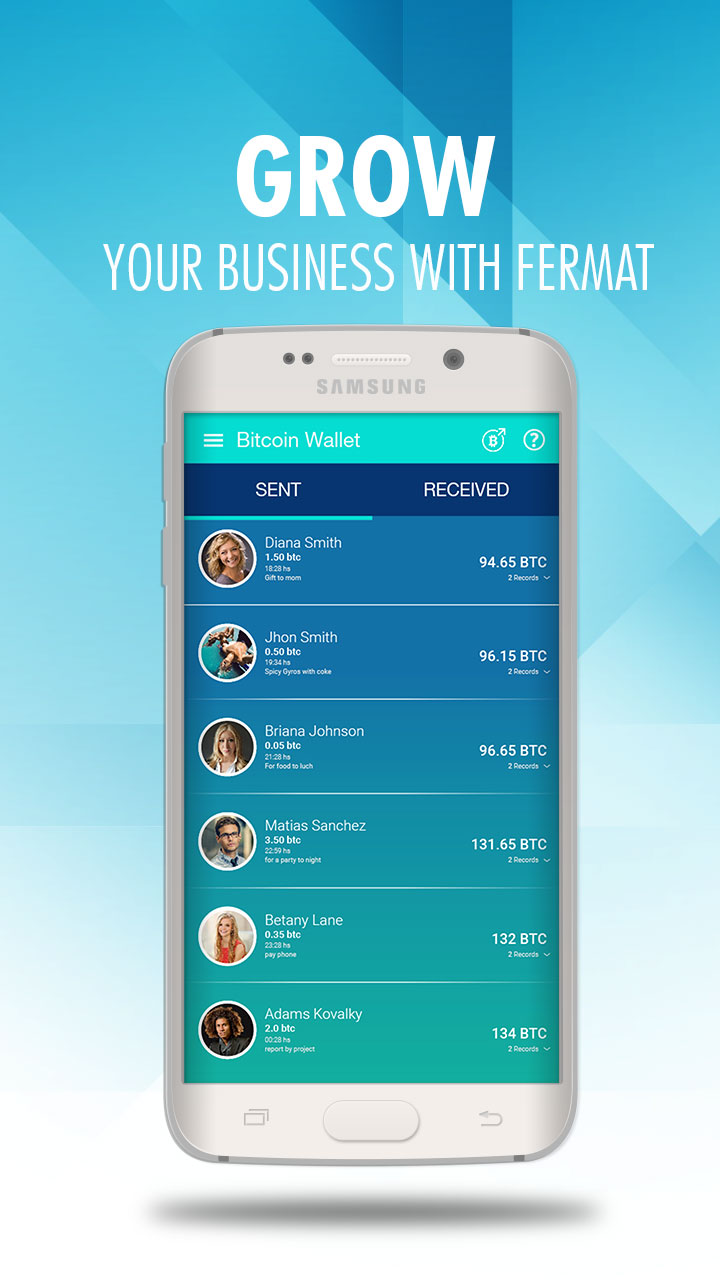 GROW
YOUR BUSINESS WITH FERMAT
SAMSUNG
Bitcoin Wallet
SENT RECEIVED
Diana Smith
1.50 btc
18:28 hs
Gift to mom
94.65 BTC
2 Records
Jhon Smith
0.50 btc
19:34 hs
Spicy Gyros with coke
96.15 BTC
2 Records
Briana Johnson
0.05 btc
21:28 hs
For food to luch
96.65 BTC
2 Records
Matias Sanchez
3.50 btc
22:59 hs
for a party to night
131.65 BTC
2 Records
Betany Lane
0.35 btc
23:28 hs
pay phone
132 BTC
2 Records
Adams Kovalky
2.0 btc
00:28 hs
report by project
134 BTC
2 Records